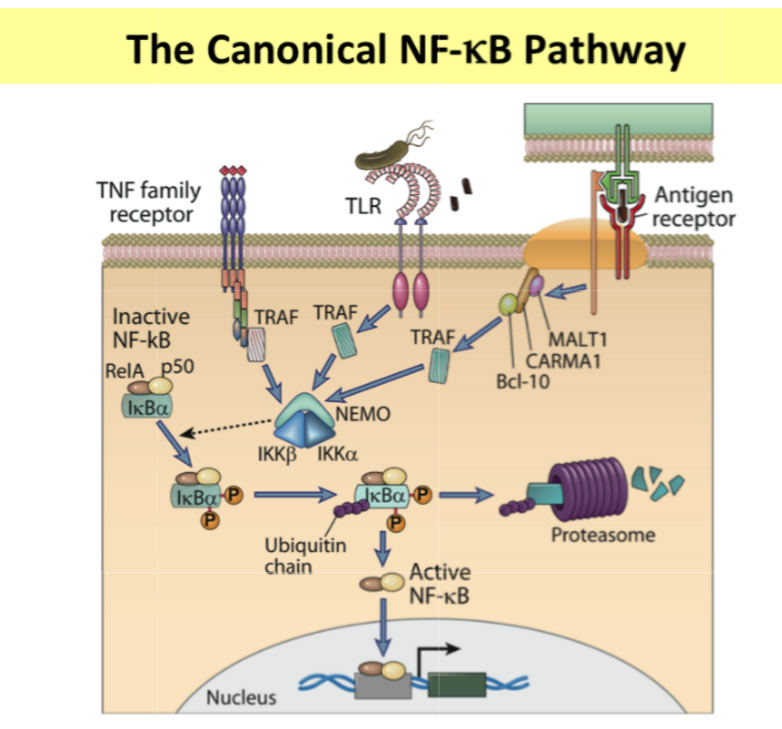 The Canonical NF-κB Pathway
TNF family
receptor
TLR
Antigen
receptor
Inactive
NF-kB
TRAF
TRAF
TRAF
MALT1
CARMA1
Bcl-10
RelA
p50
IκBα
NEMO
IKKβ
IKKα
IκBα
P
P
IκBα
P
P
Ubiquitin
chain
Proteasome
Active
NF-κB
Nucleus